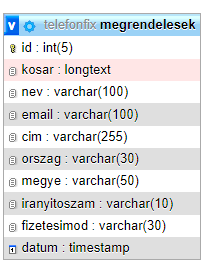 v telefonfix megrendelesek
id : int(5)
kosar : longtext
nev : varchar(100)
email : varchar(100)
cim : varchar(255)
orszag : varchar(30)
megye : varchar(50)
iranyitoszam : varchar(10)
fizetesimod : varchar(30)
datum : timestamp